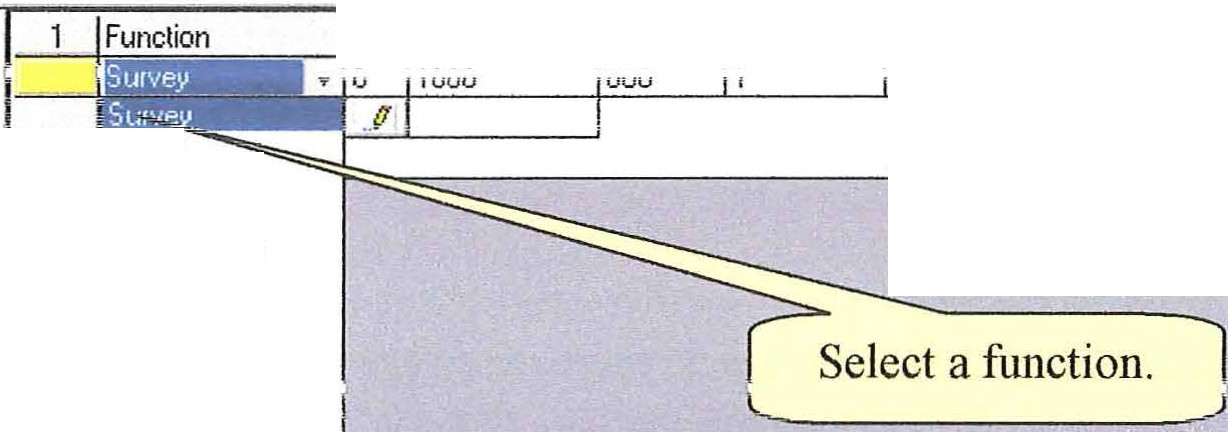 1 Function
Survey
Survey
Select a function.